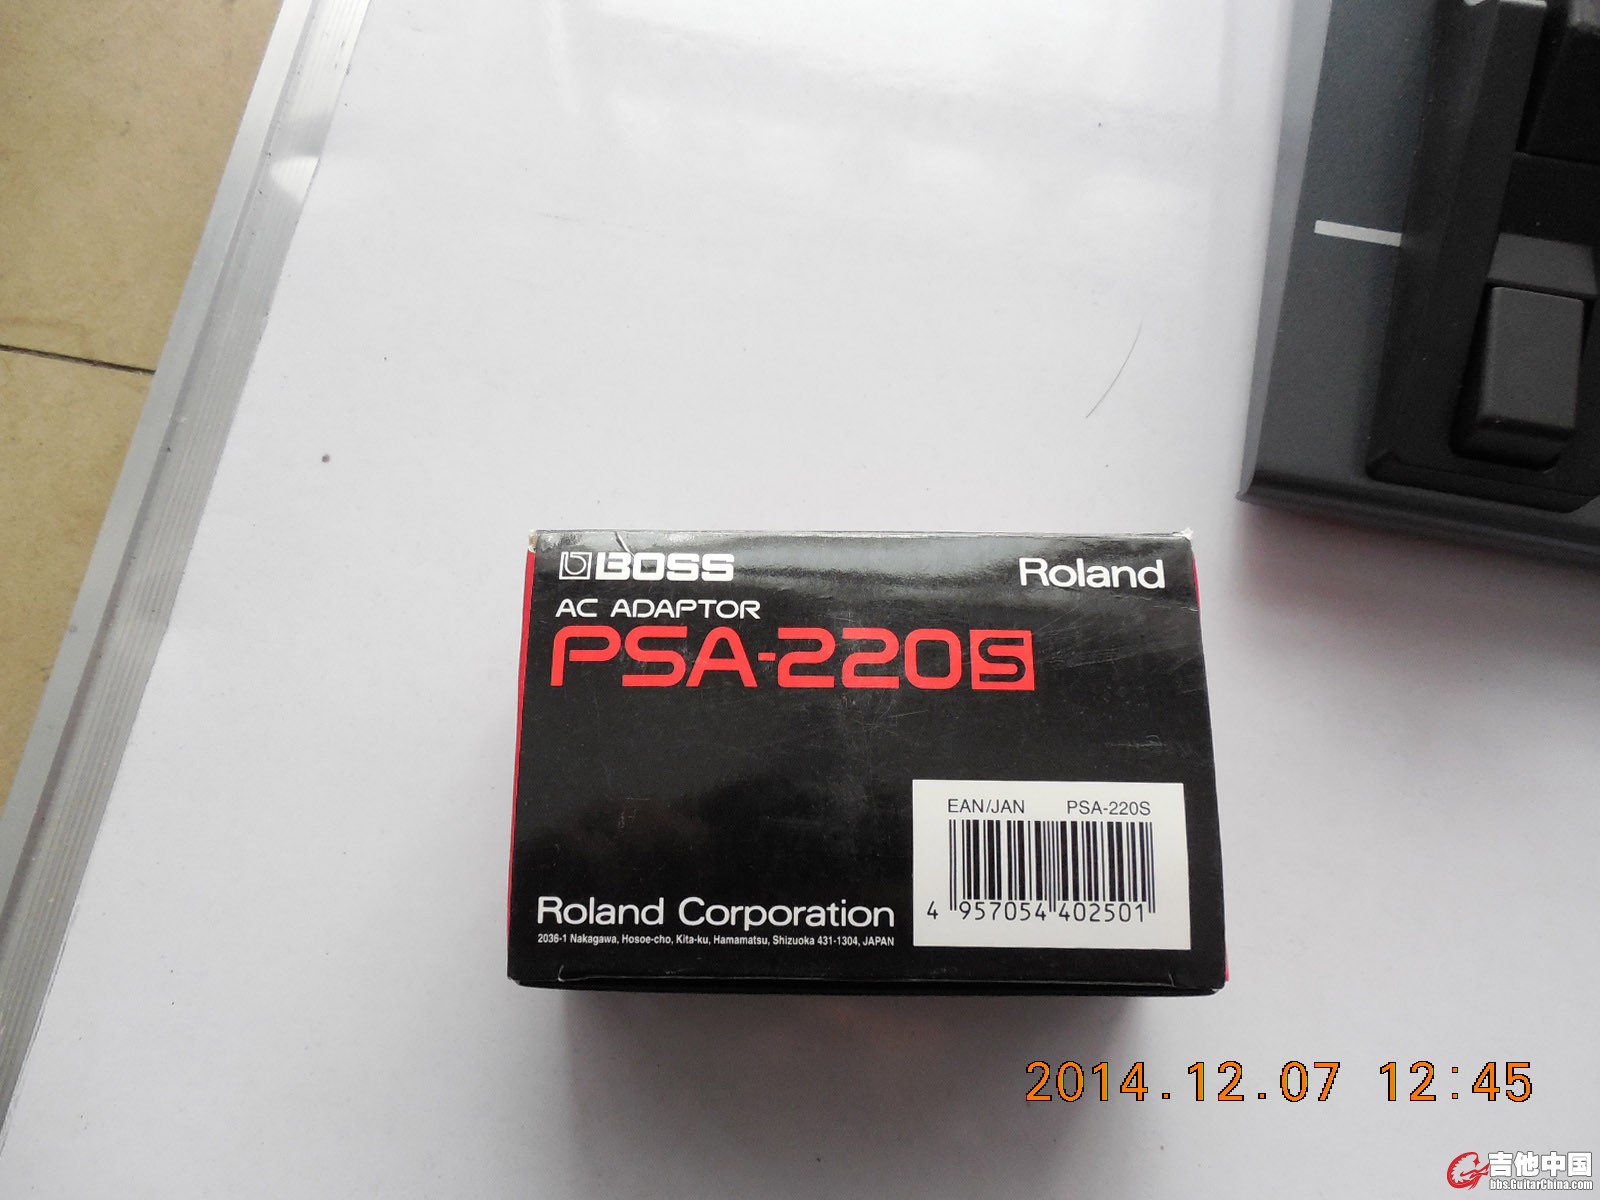 BOSS
Roland
AC ADAPTOR
PSA-220S
EAN/JAN PSA-220S
4 957054 402501
Roland Corporation
2036-1 Nakagawa, Hosoe-cho, Kita-ku, Hamamatsu, Shizuoka 431-1304, JAPAN
2014.12.07 12:45
吉他中国
bbs.GuitarChina.com